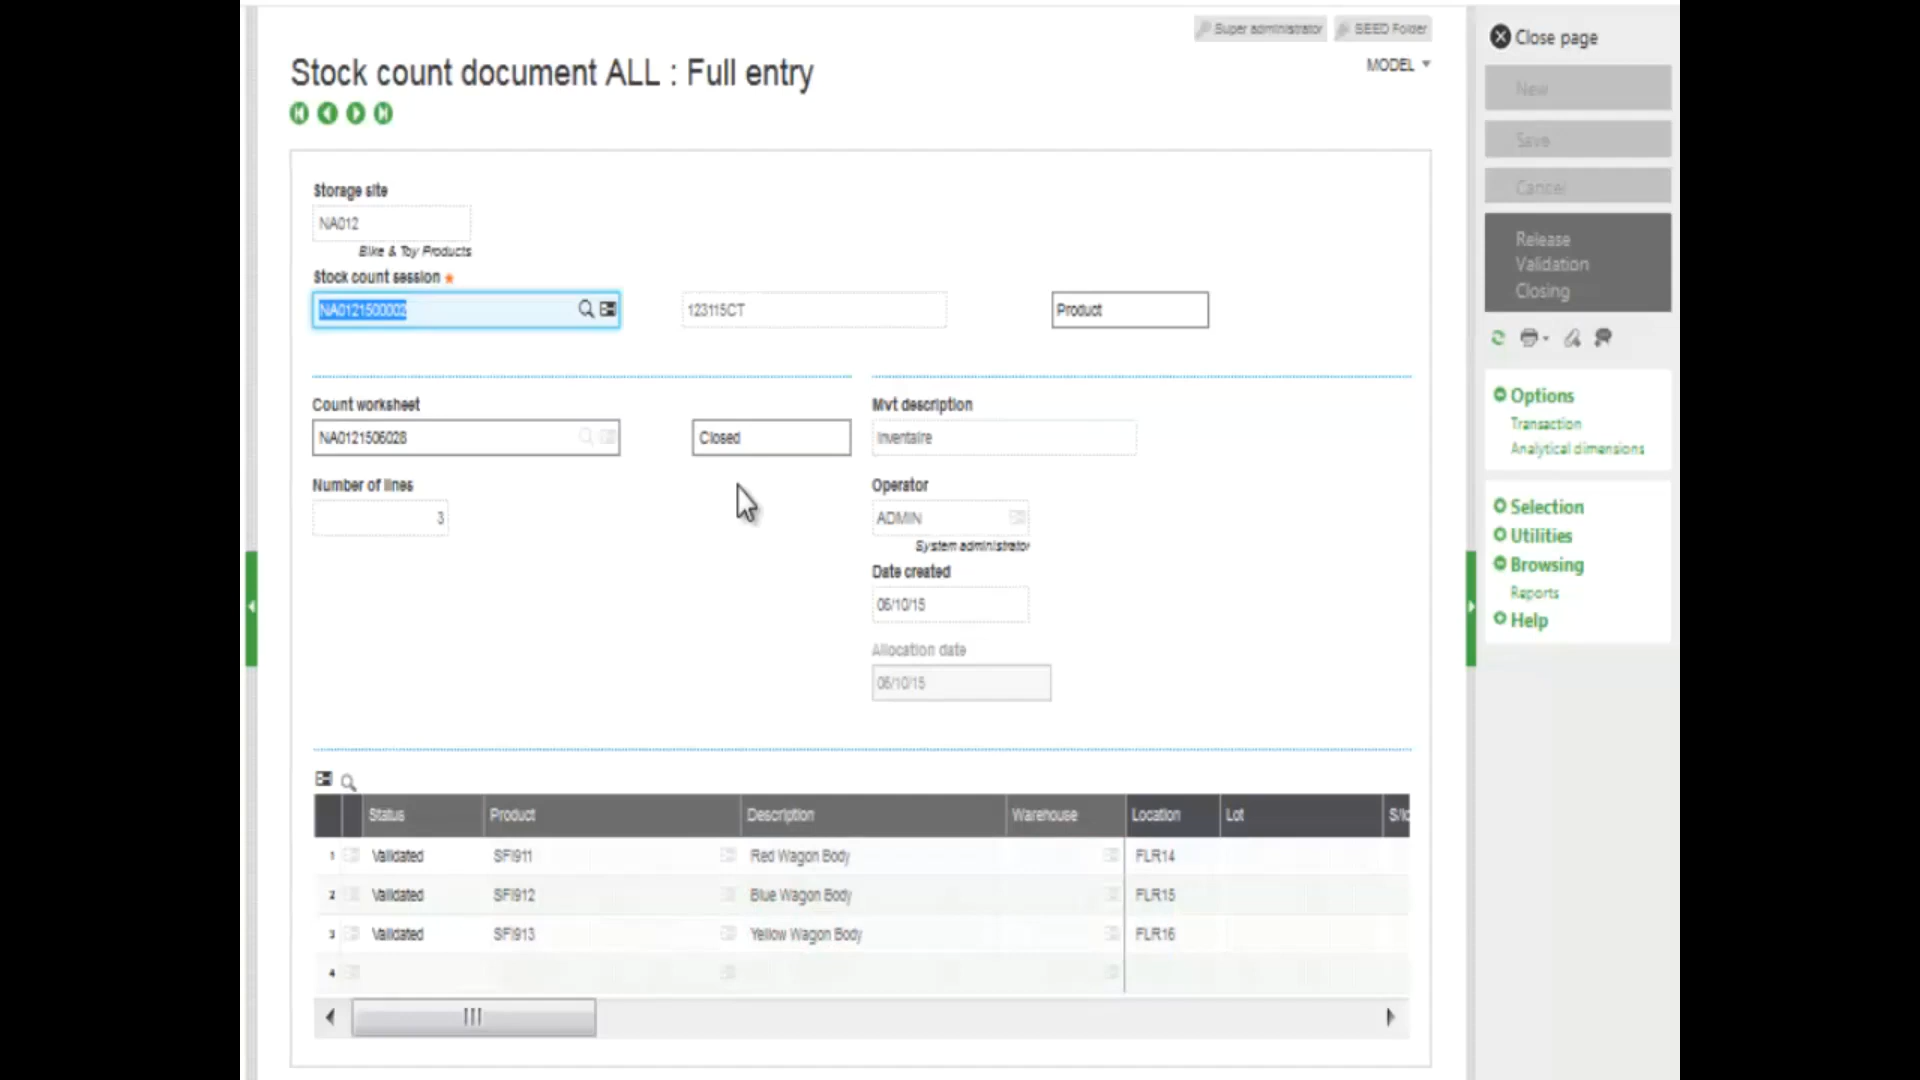 Super administrator
SEED Folder
Close page
Stock count document ALL : Full entry
MODEL
New
Save
Cancel
Release
Validation
Closing
Storage site
NA012
Bike & Toy Products
Stock count session *
NA0121500002
123115CT
Product
Count worksheet
NA0121506028
Closed
Mvt description
Inventaire
Number of lines
3
Operator
ADMIN
System administrator
Date created
06/10/15
Allocation date
06/10/15
Options
Transaction
Analytical dimensions
Selection
Utilities
Browsing
Reports
Help
Status Product Description Warehouse Location Lot
1 Validated SFI911 Red Wagon Body FLR14
2 Validated SFI912 Blue Wagon Body FLR15
3 Validated SFI913 Yellow Wagon Body FLR16
4